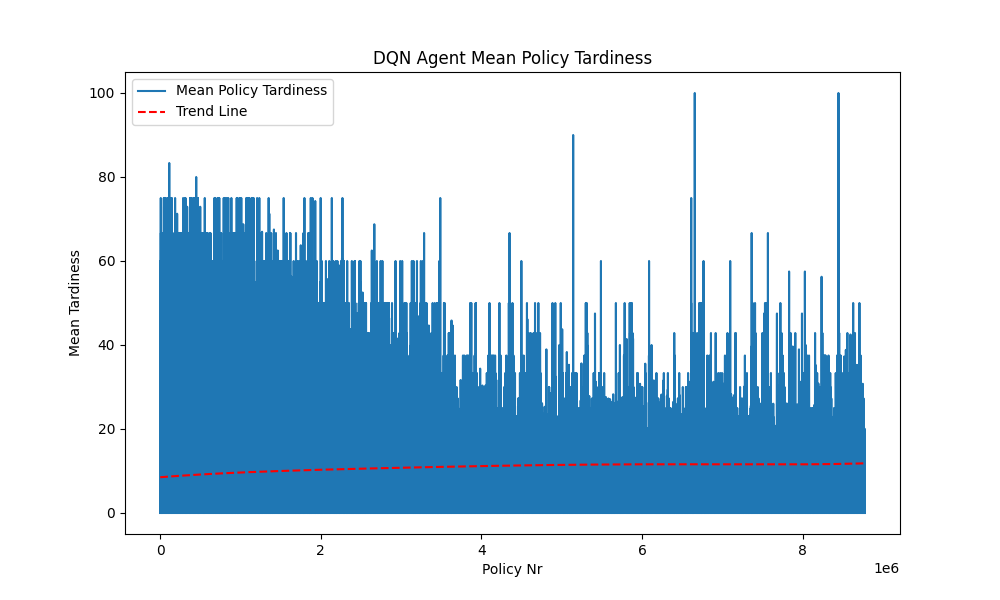 DQN Agent Mean Policy Tardiness
Mean Policy Tardiness
Trend Line
Mean Tardiness
100
80
60
40
20
0
0 2 4 6 8
1e6
Policy Nr